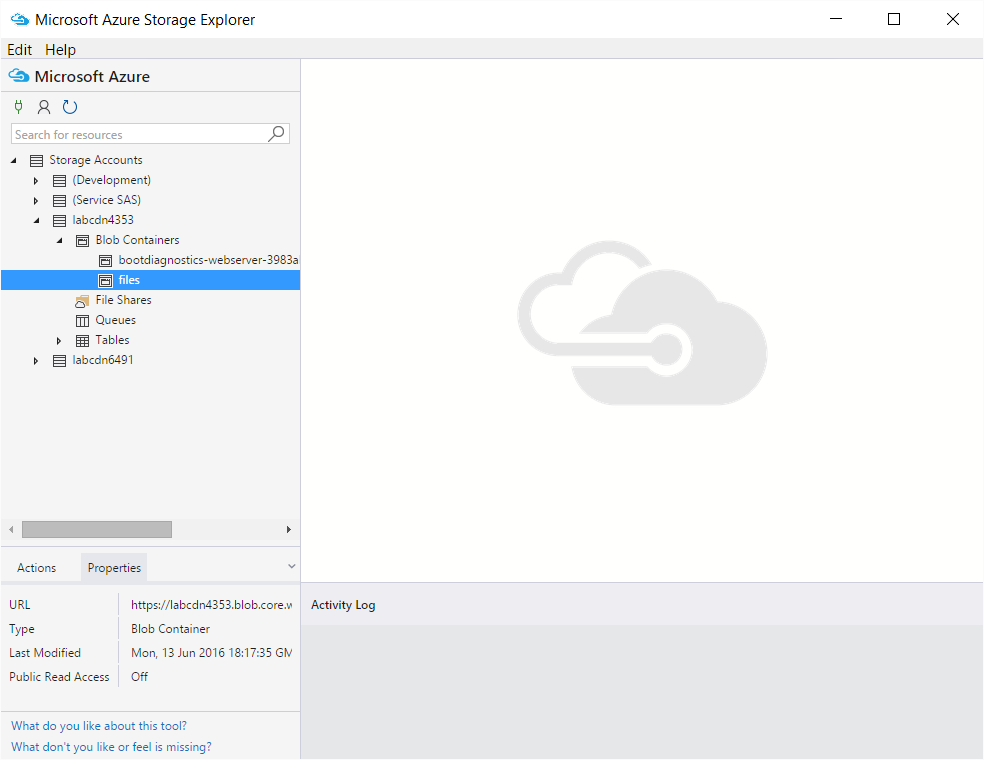 Microsoft Azure Storage Explorer
Edit Help
Microsoft Azure
Search for resources
Storage Accounts
(Development)
(Service SAS)
labcdn4353
Blob Containers
bootdiagnostics-webserver-3983a
files
File Shares
Queues
Tables
labcdn6491
Actions Properties
URL https://labcdn4353.blob.core.w
Type Blob Container
Last Modified Mon, 13 Jun 2016 18:17:35 GM
Public Read Access Off
What do you like about this tool?
What don't you like or feel is missing?
Activity Log